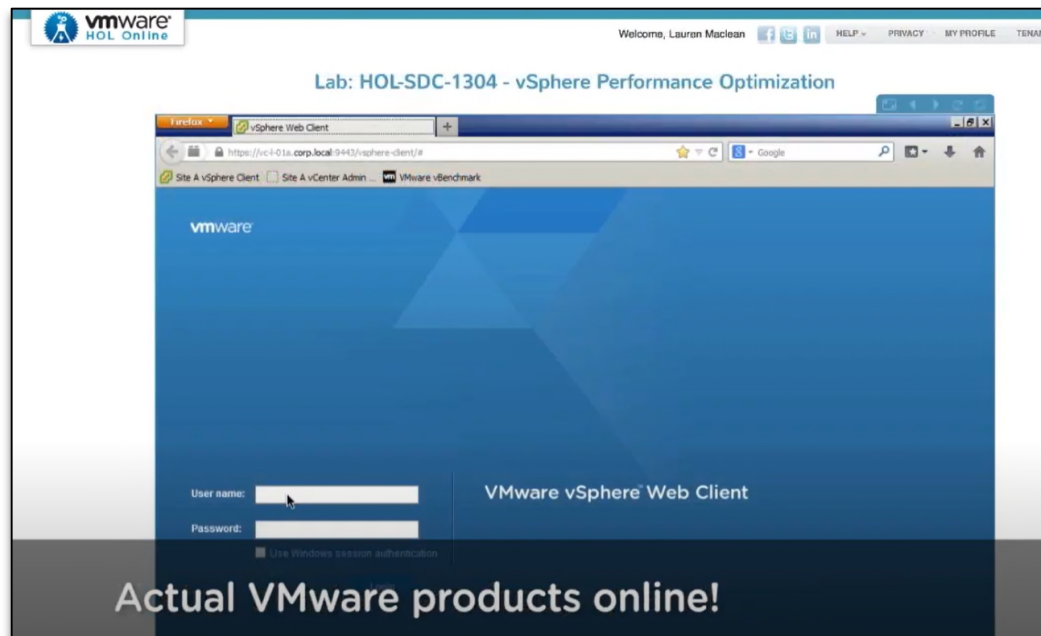 vmware®
HOL Online
Welcome, Lauren Maclean
HELP
PRIVACY
MY PROFILE
TENAN
Lab: HOL-SDC-1304 - vSphere Performance Optimization
Firefox
vSphere Web Client
https://vc-l-01a.corp.local:9443/vsphere-client/#
Google
Site A vSphere Client
Site A vCenter Admin ...
VMware vBenchmark
vmware
User name:
VMware vSphere Web Client
Password:
Use Windows session authentication
Login
Actual VMware products online!